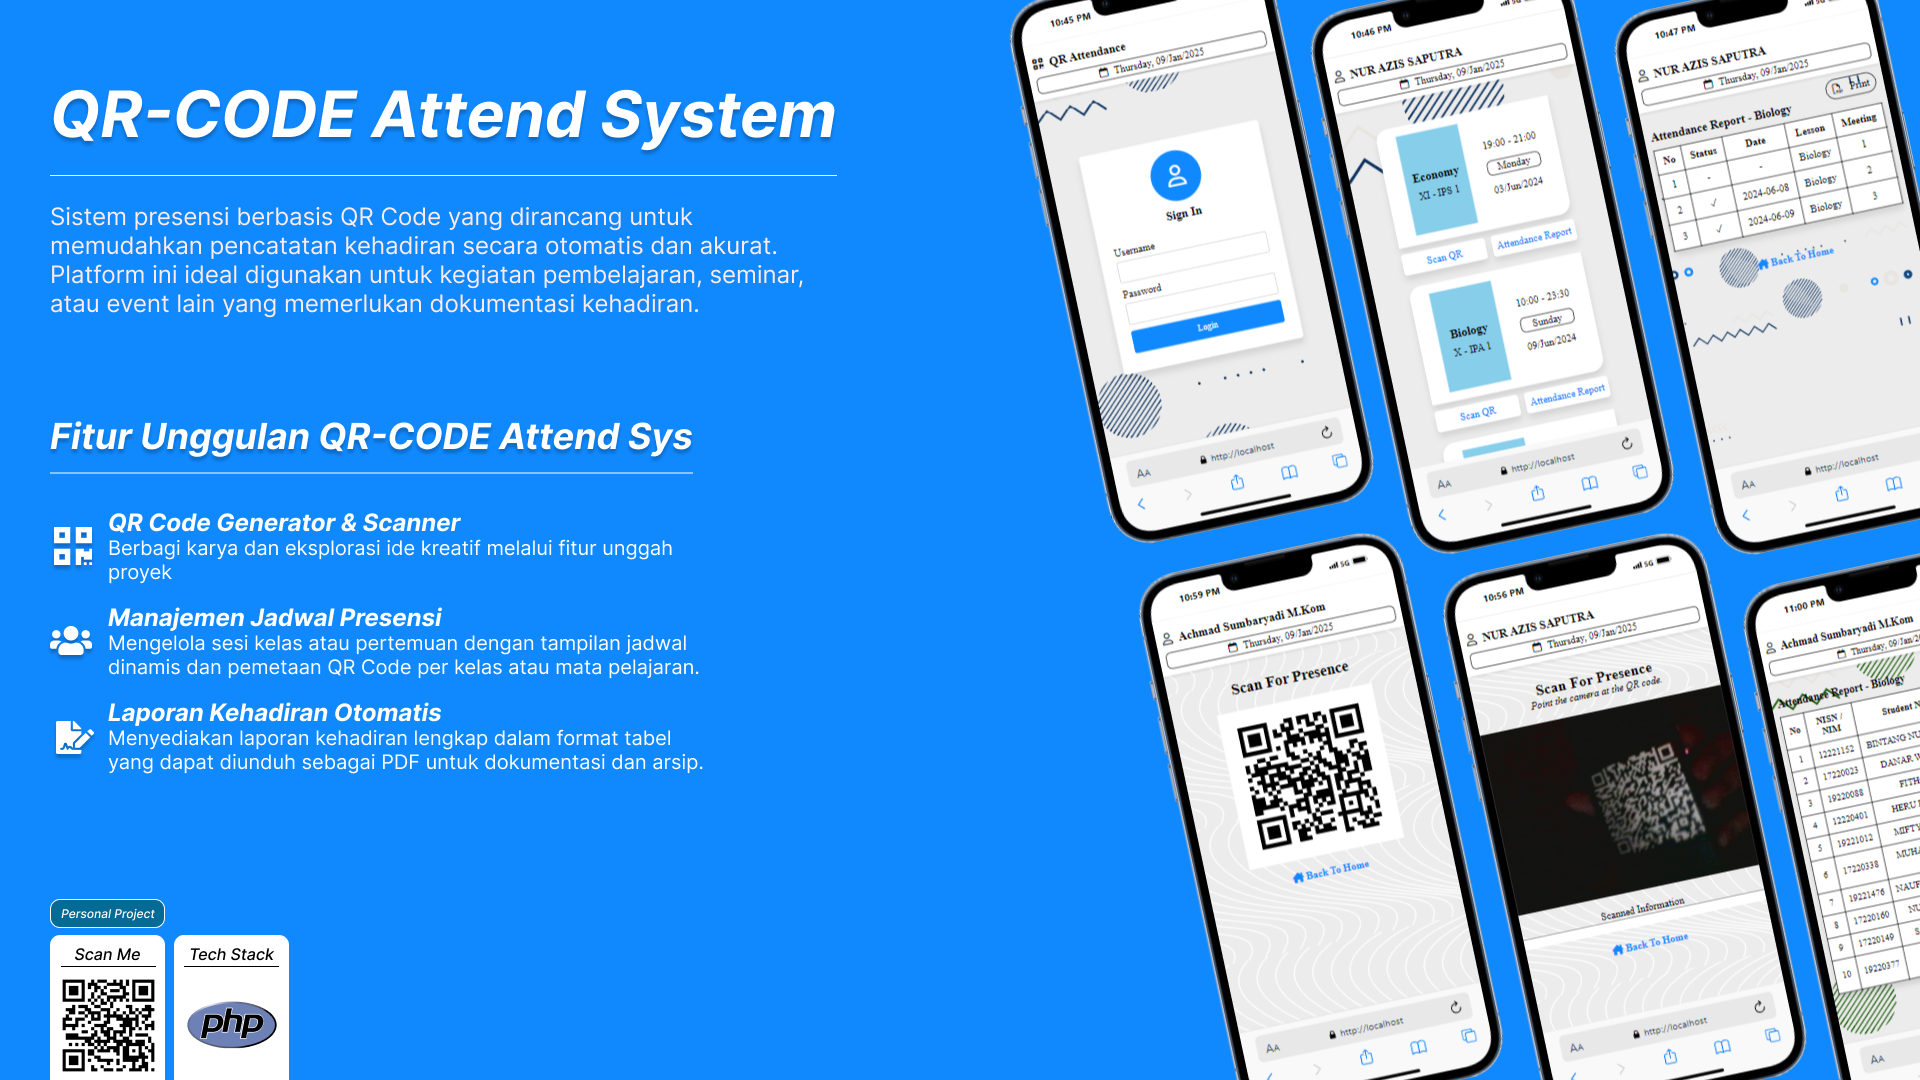 QR-CODE Attend System
Sistem presensi berbasis QR Code yang dirancang untuk
memudahkan pencatatan kehadiran secara otomatis dan akurat.
Platform ini ideal digunakan untuk kegiatan pembelajaran, seminar,
atau event lain yang memerlukan dokumentasi kehadiran.
Fitur Unggulan QR-CODE Attend Sys
QR Code Generator & Scanner
Berbagi karya dan eksplorasi ide kreatif melalui fitur unggah
proyek
Manajemen Jadwal Presensi
Mengelola sesi kelas atau pertemuan dengan tampilan jadwal
dinamis dan pemetaan QR Code per kelas atau mata pelajaran.
Laporan Kehadiran Otomatis
Menyediakan laporan kehadiran lengkap dalam format tabel
yang dapat diunduh sebagai PDF untuk dokumentasi dan arsip.
Personal Project
Scan Me
Tech Stack
php
10:45 PM
QR Attendance
Thursday, 09/Jan/2025
Sign In
Username
Password
Login
AA
http://localhost
10:46 PM
NUR AZIS SAPUTRA
Thursday, 09/Jan/2025
Economy
XI - IPS 1
19:00 - 21:00
Monday
03/Jun/2024
Scan QR
Attendance Report
Biology
X - IPA 1
10:00 - 23:30
Sunday
09/Jun/2024
Scan QR
Attendance Report
AA
http://localhost
10:47 PM
NUR AZIS SAPUTRA
Thursday, 09/Jan/2025
Print
Attendance Report - Biology
No Status Date Lesson Meeting
1 - - Biology 1
2 ✓ 2024-06-08 Biology 2
3 ✓ 2024-06-09 Biology 3
Back To Home
AA
http://localhost
10:59 PM
5G
Achmad Sumbaryadi M.Kom
Thursday, 09/Jan/2025
Scan For Presence
Back To Home
AA
http://localhost
10:56 PM
5G
NUR AZIS SAPUTRA
Thursday, 09/Jan/2025
Scan For Presence
Point the camera at the QR code.
Scanned Information
Back To Home
AA
http://localhost
11:00 PM
Achmad Sumbaryadi M.Kom
Thursday, 09/Jan/20
Attendance Report - Biology
No NISN / NIM Student N
1 12221152 BINTANG NU
2 17220023 DANAR W
3 19220088 FITH
4 12220401 HERU
5 19221012 MIFTY
6 17220338 MUHA
7 19221476 NAUF
8 17220160 NU
9 17220149 S
10 19220377
AA